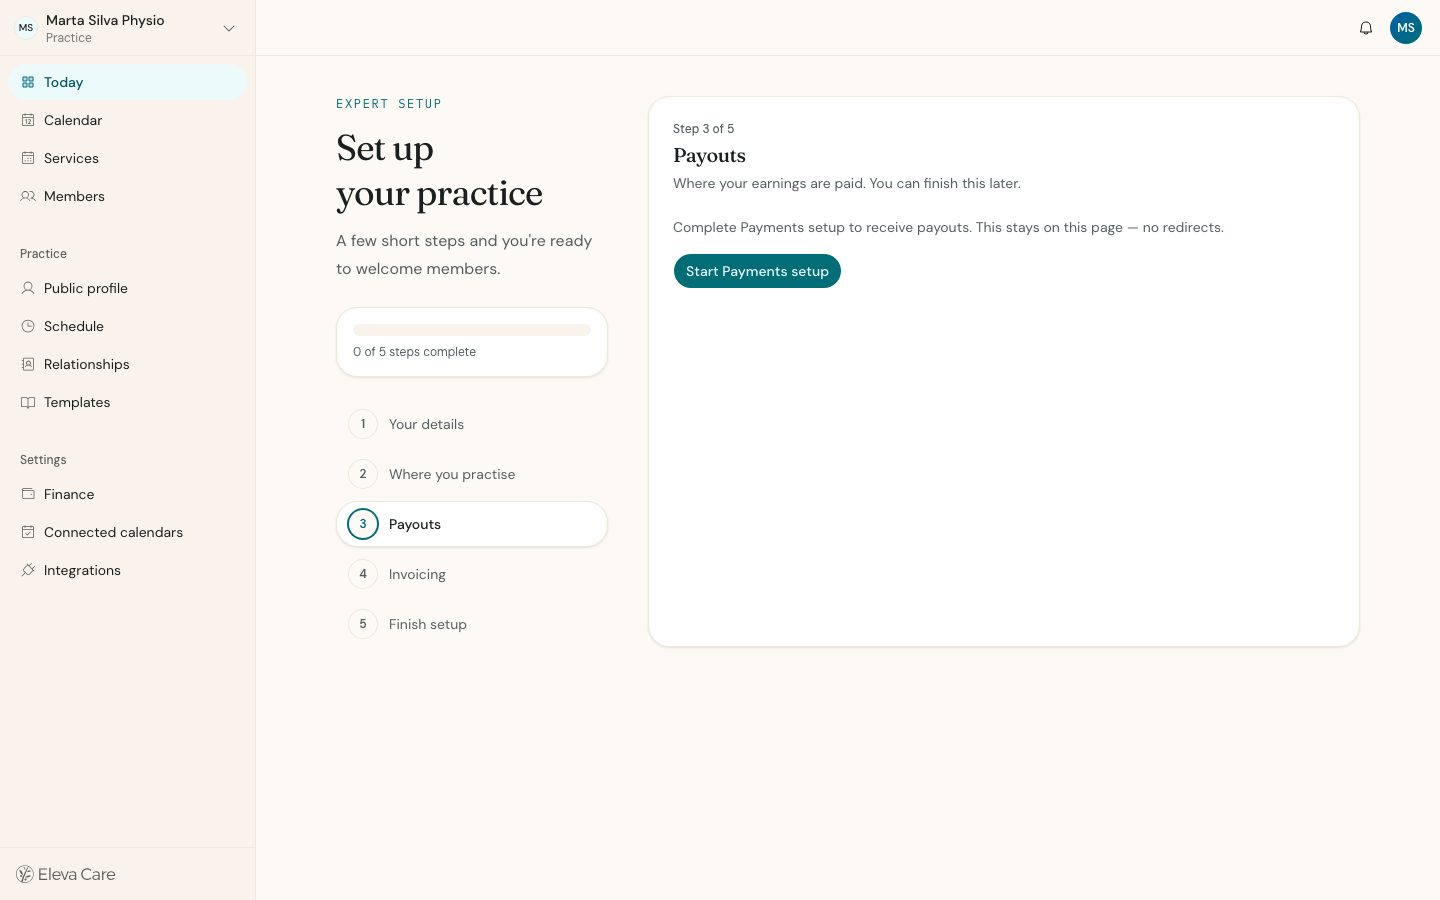 MS
Marta Silva Physio
Practice
MS
Today
Calendar
Services
Members
Practice
Public profile
Schedule
Relationships
Templates
Settings
Finance
Connected calendars
Integrations
Eleva Care
EXPERT SETUP
Set up
your practice
A few short steps and you're ready
to welcome members.
0 of 5 steps complete
1 Your details
2 Where you practise
3 Payouts
4 Invoicing
5 Finish setup
Step 3 of 5
Payouts
Where your earnings are paid. You can finish this later.
Complete Payments setup to receive payouts. This stays on this page — no redirects.
Start Payments setup